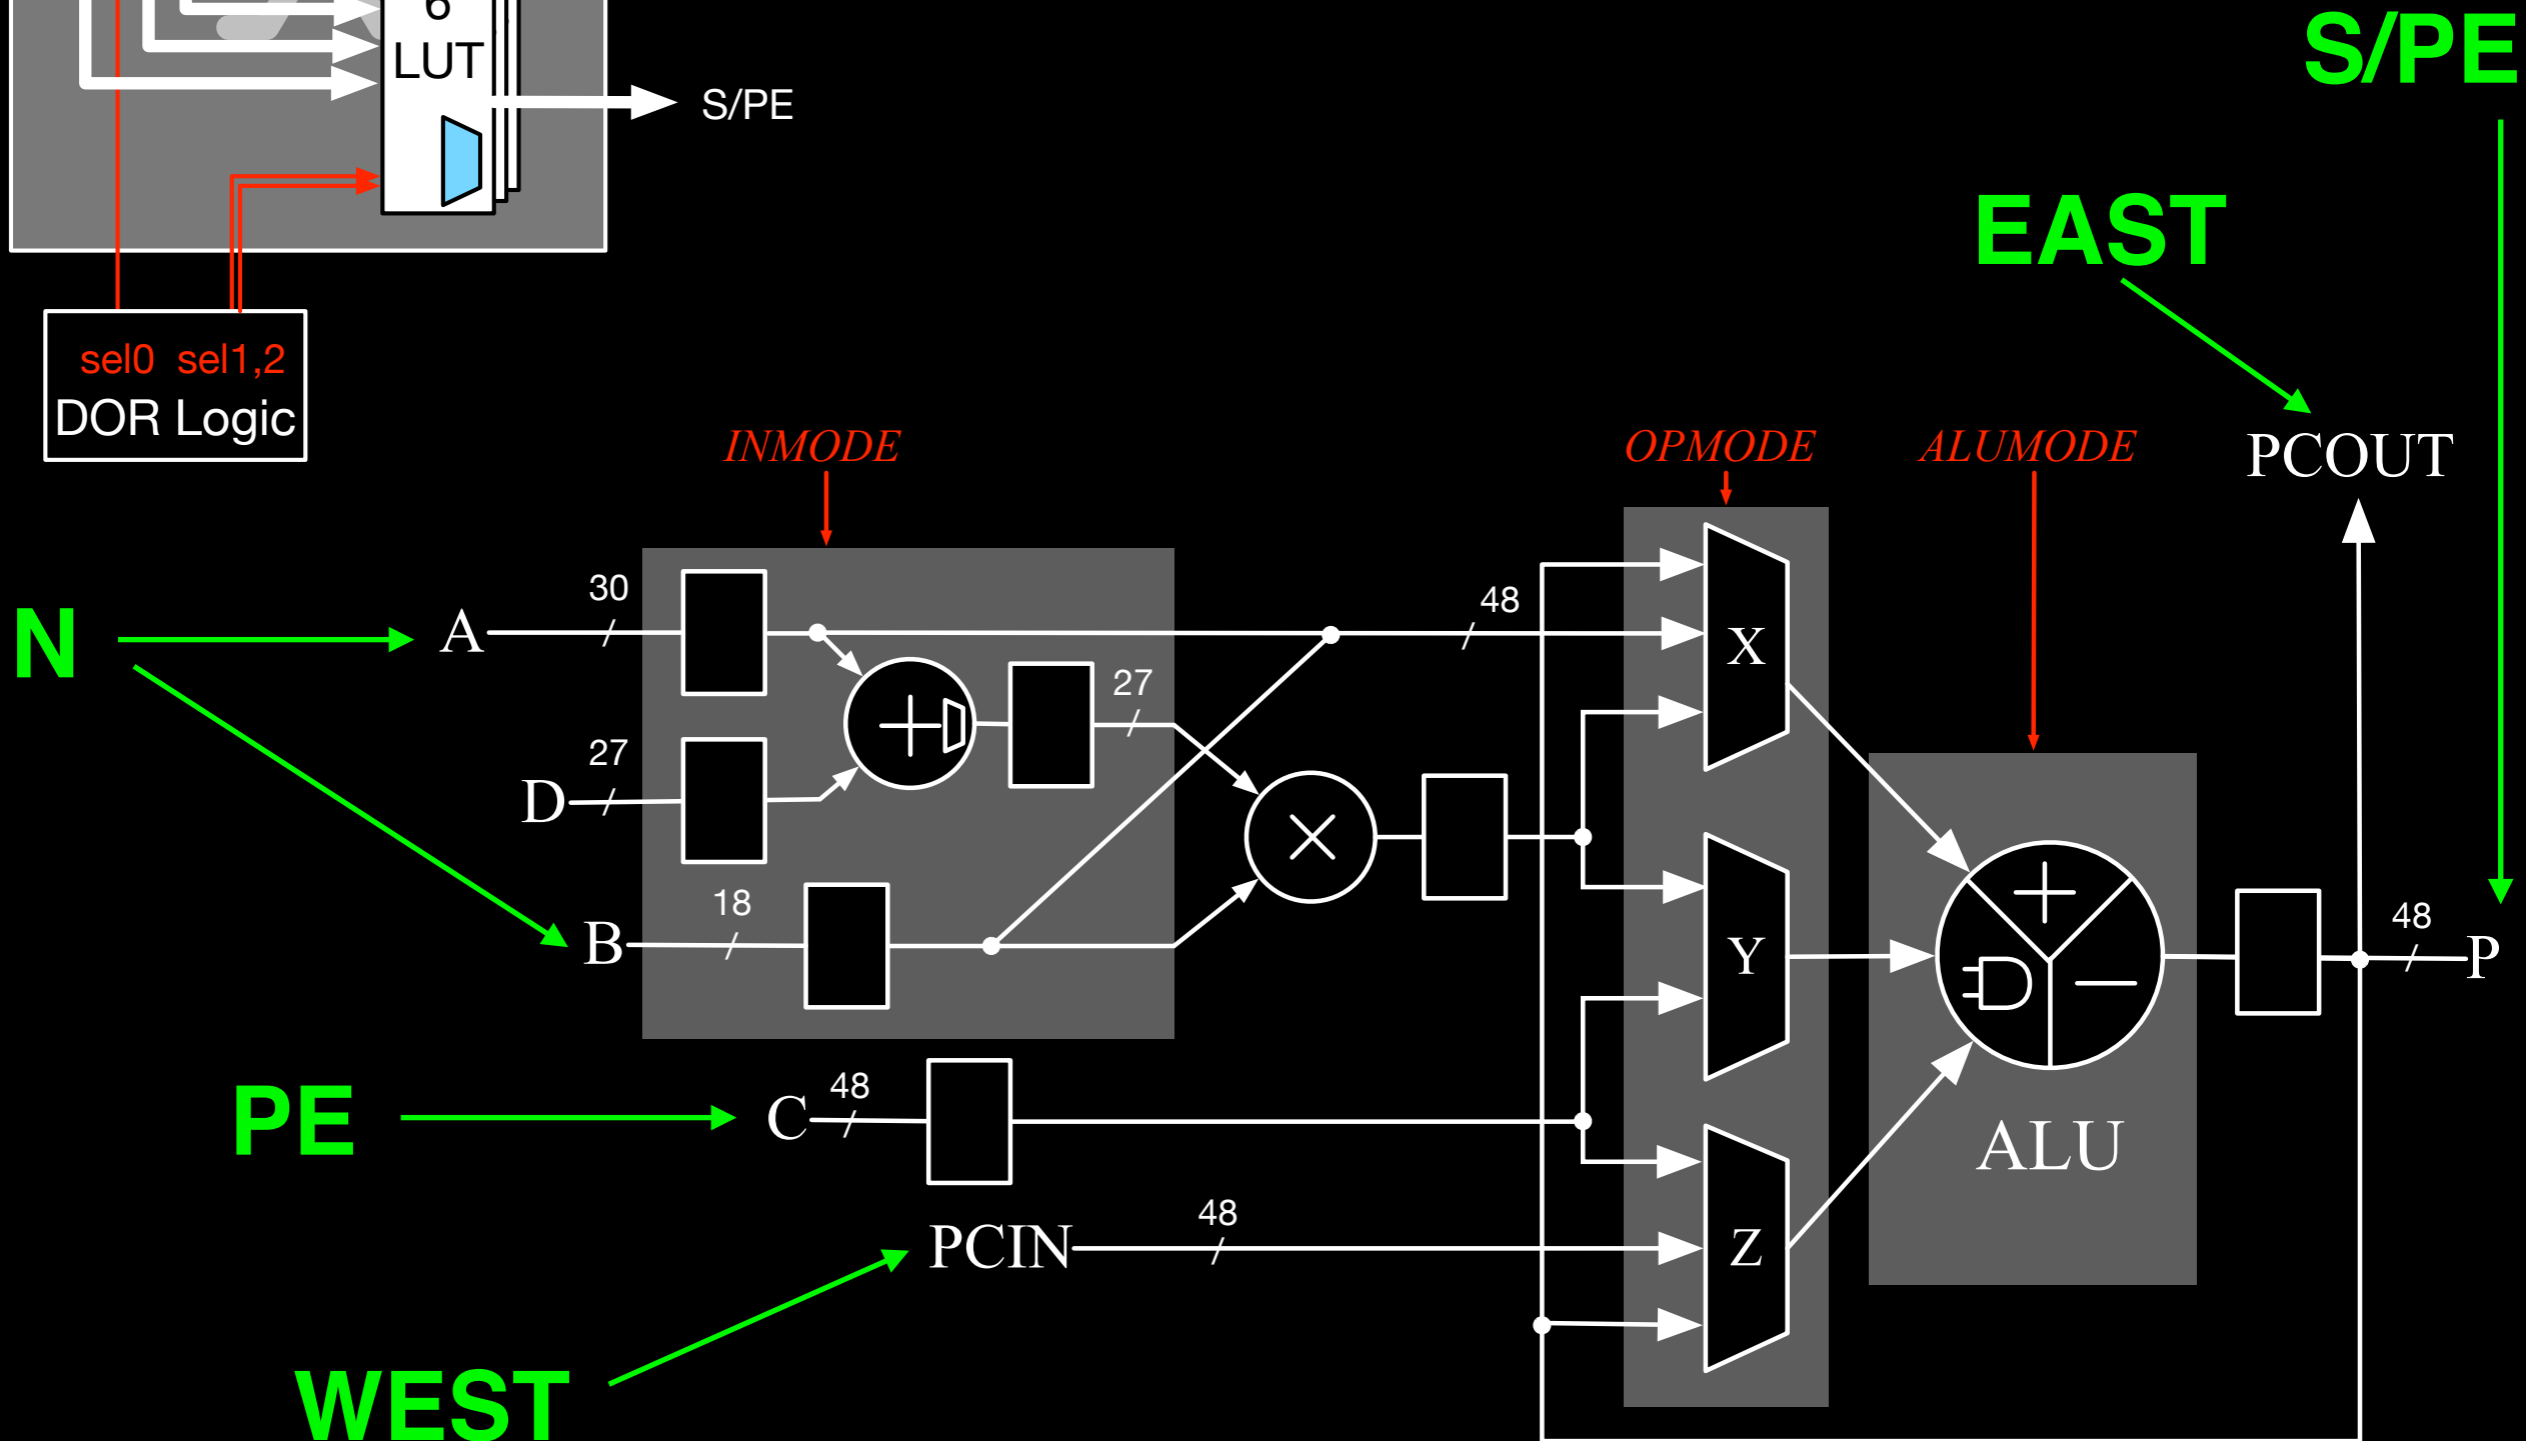 6
LUT
S/PE
S/PE
EAST
sel0 sel1,2
DOR Logic
INMODE
OPMODE
ALUMODE
PCOUT
N
A
30
48
X
27
D
27
B
18
Y
48
P
PE
C
48
ALU
PCIN
48
Z
WEST